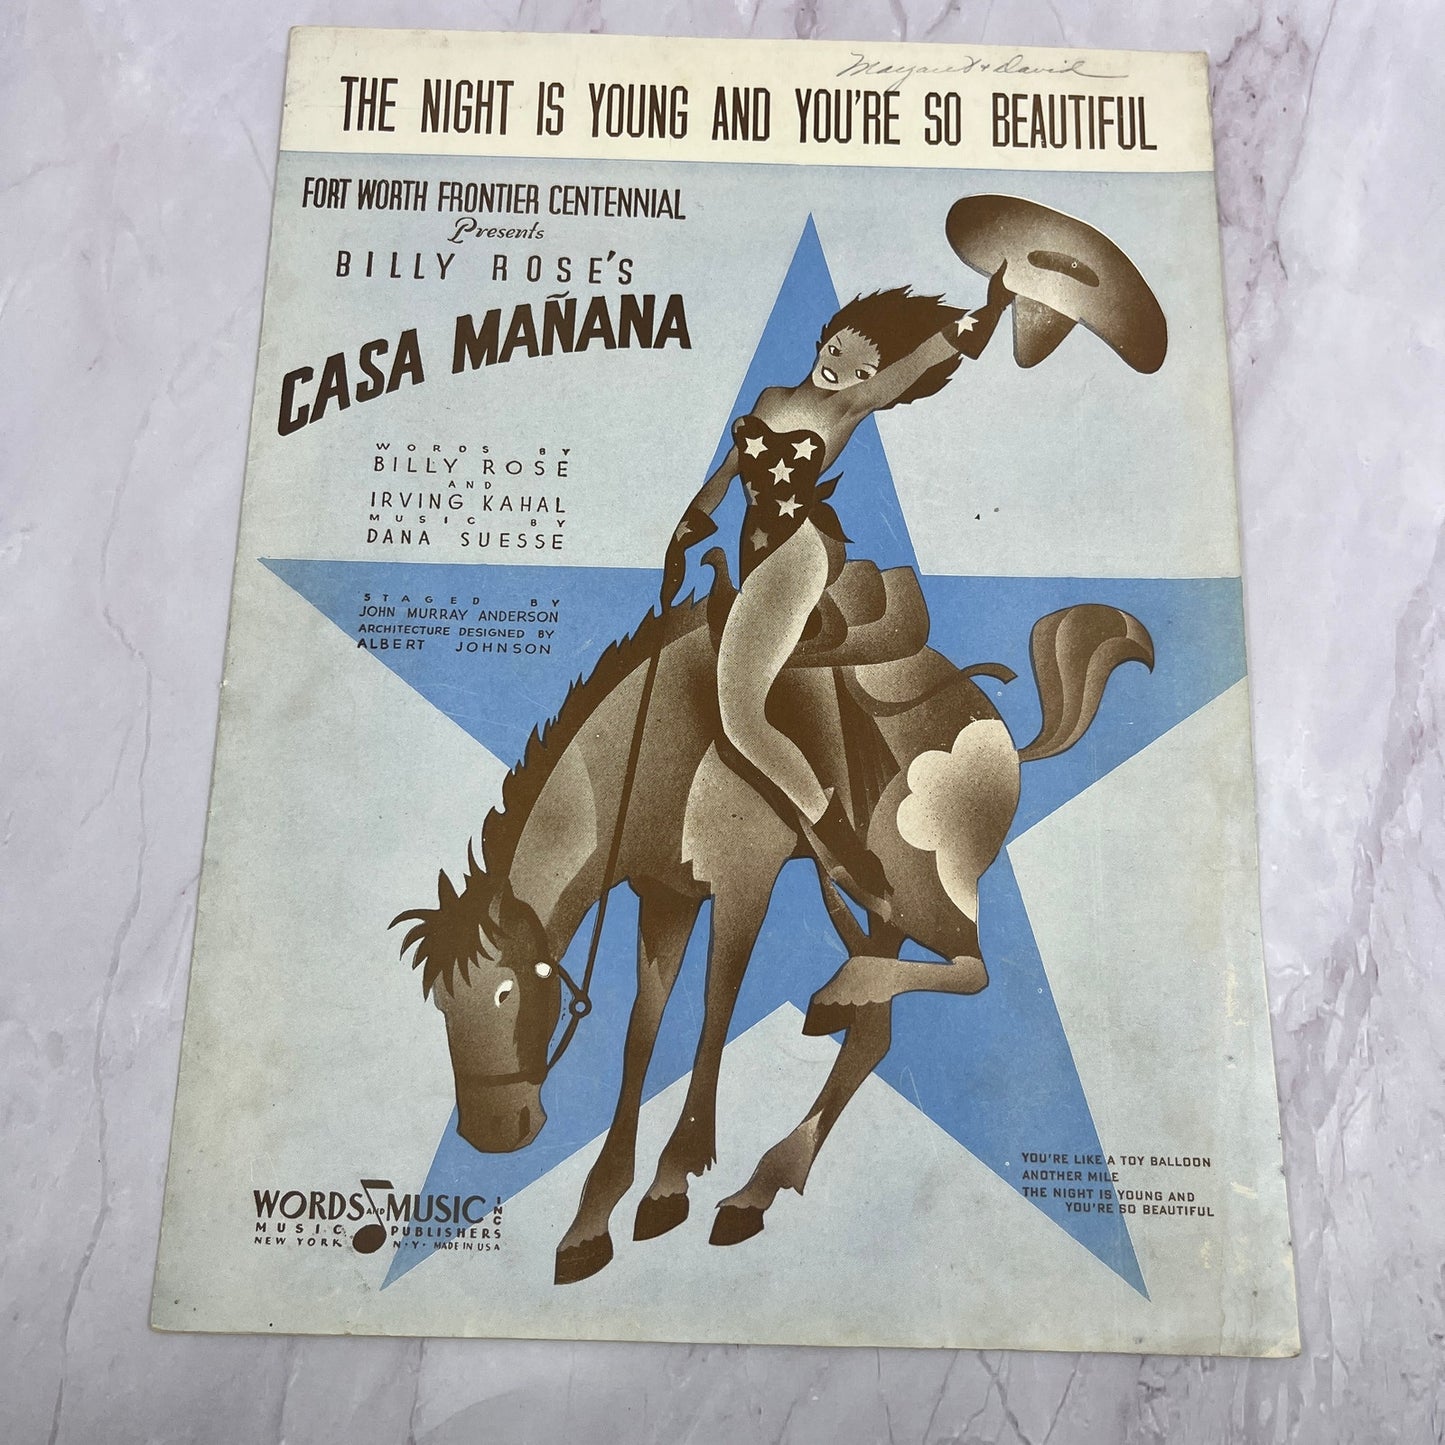 Margaret & David
THE NIGHT IS YOUNG AND YOU'RE SO BEAUTIFUL
FORT WORTH FRONTIER CENTENNIAL
Presents
BILLY ROSE'S
CASA MAÑANA
WORDS BY
BILLY ROSE
AND
IRVING KAHAL
MUSIC BY
DANA SUESSE
STAGED BY
JOHN MURRAY ANDERSON
ARCHITECTURE DESIGNED BY
ALBERT JOHNSON
YOU'RE LIKE A TOY BALLOON
ANOTHER MILE
THE NIGHT IS YOUNG AND
YOU'RE SO BEAUTIFUL
WORDS AND MUSIC INC
MUSIC PUBLISHERS
NEW YORK N·Y· MADE IN USA